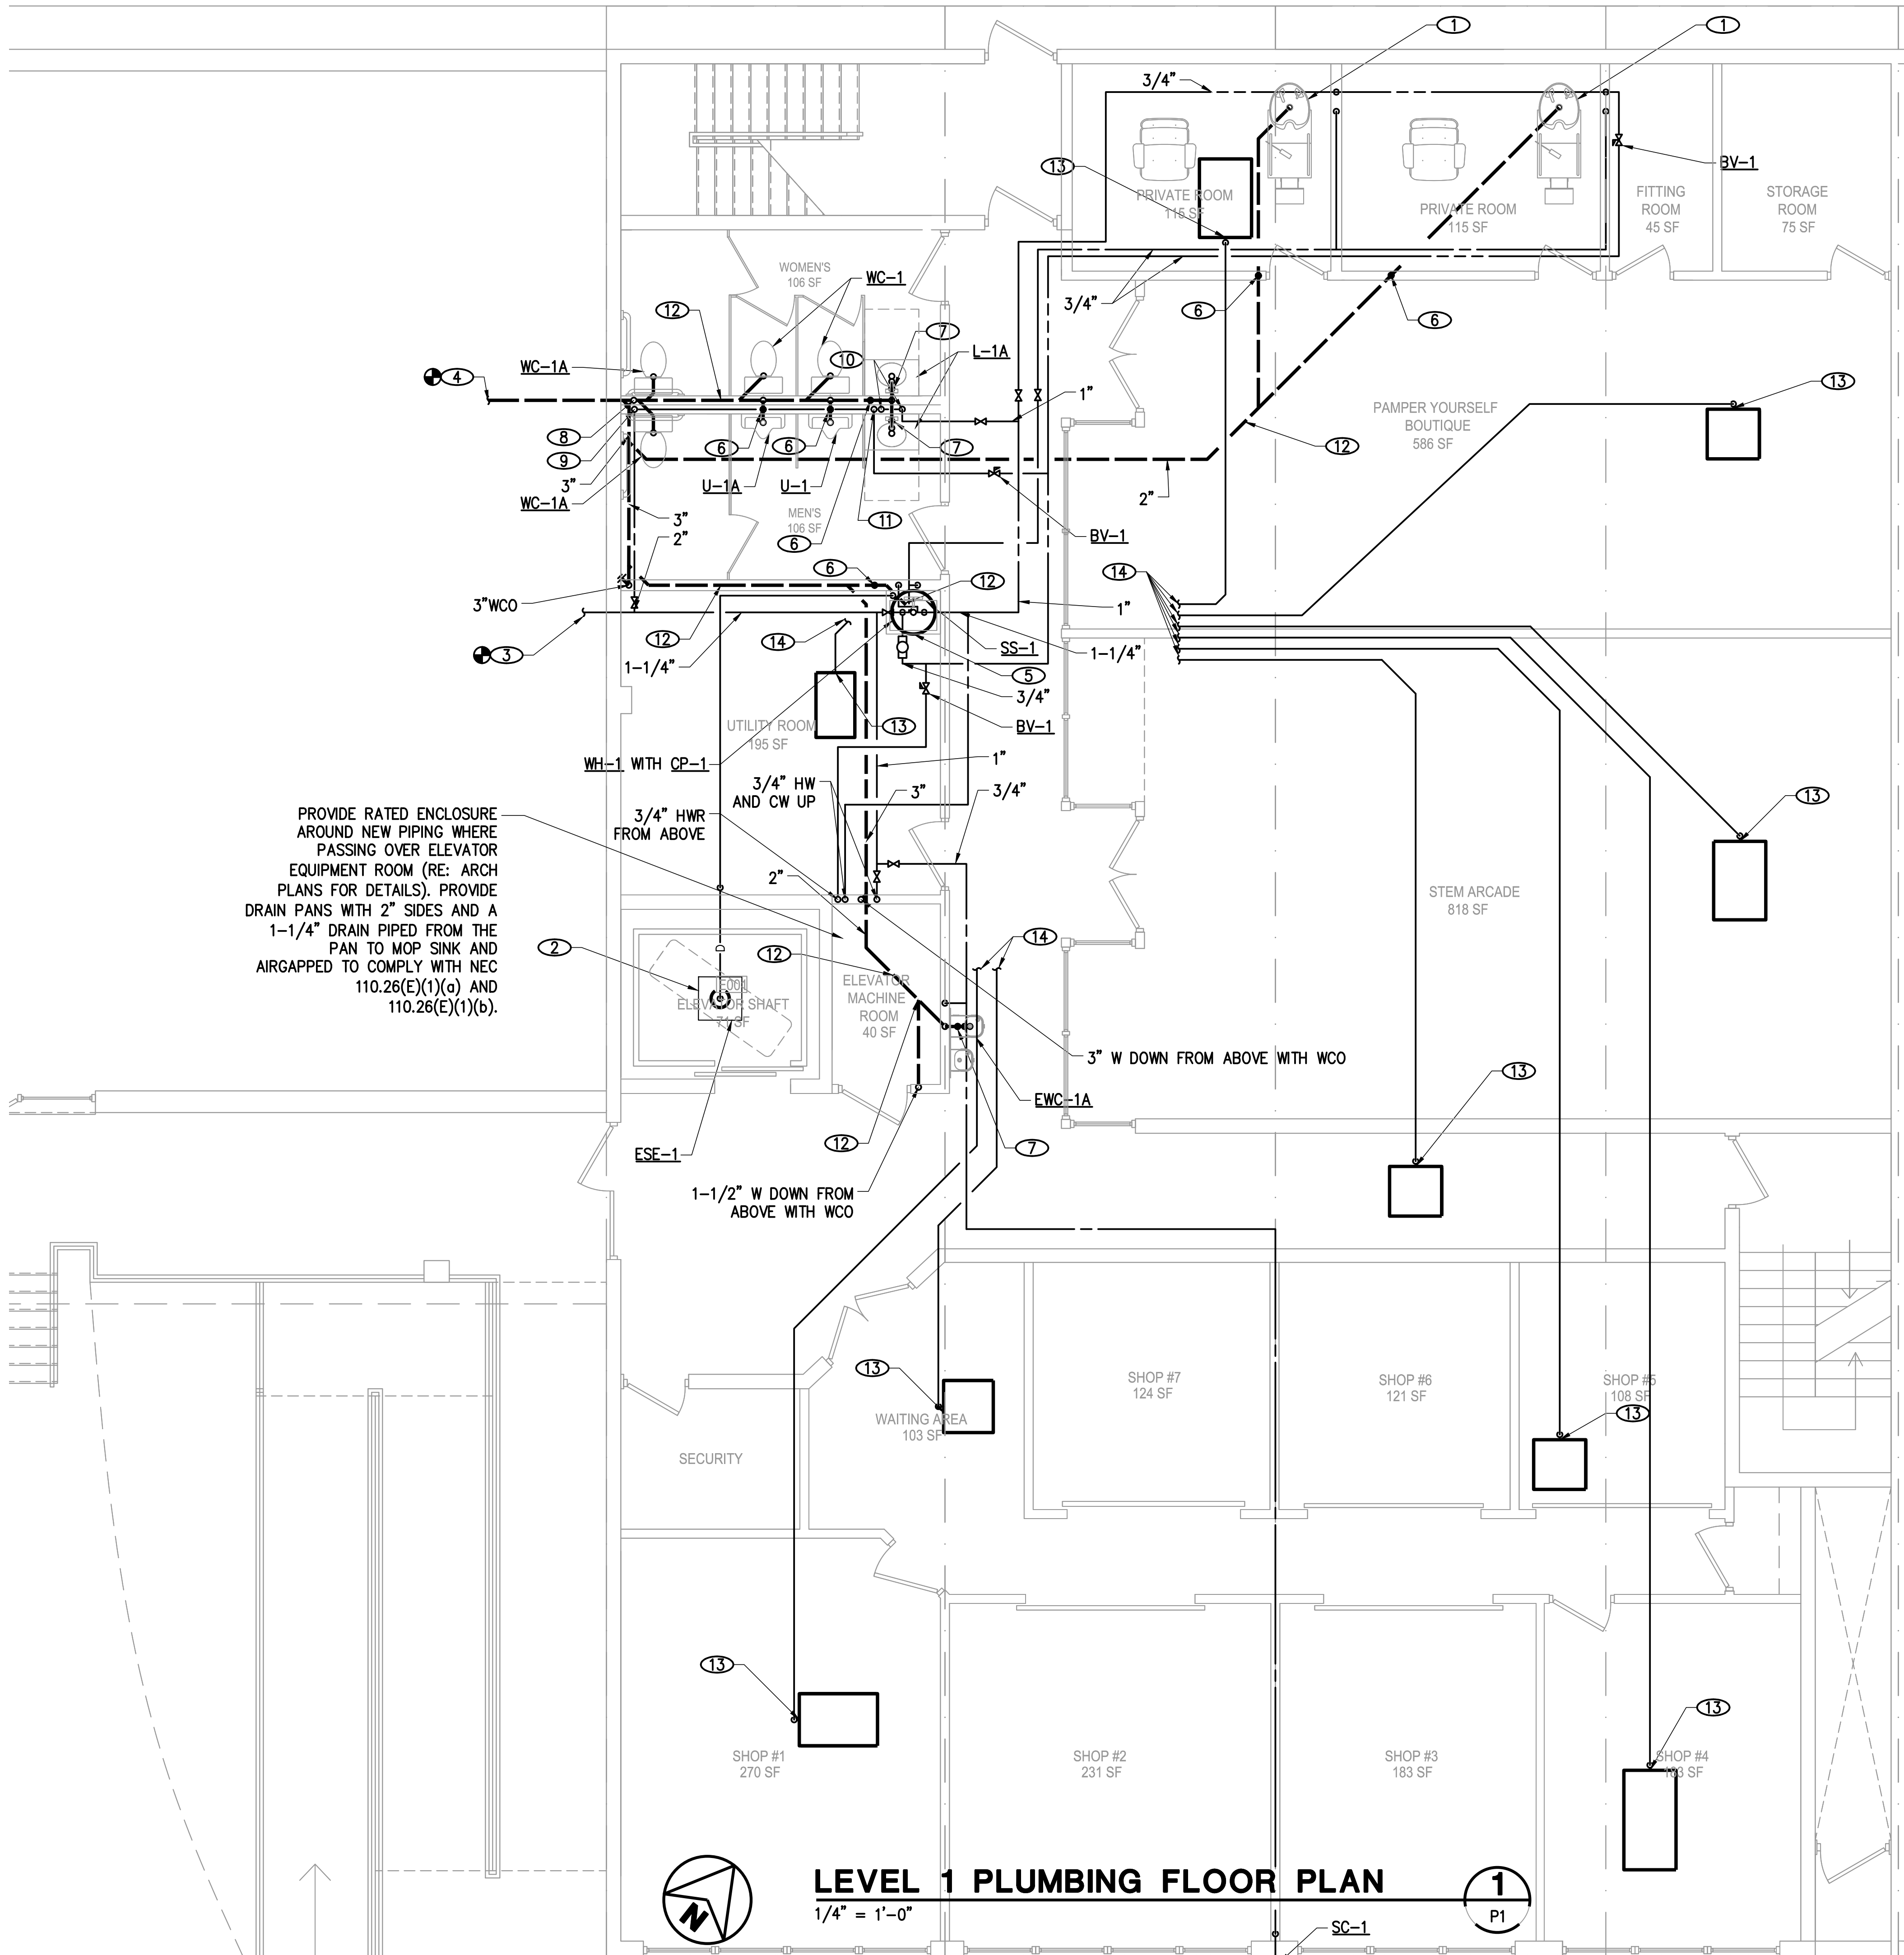 1
1
3/4"
BV-1
13
PRIVATE ROOM
115 SF
PRIVATE ROOM
115 SF
FITTING
ROOM
45 SF
STORAGE
ROOM
75 SF
WOMEN'S
106 SF
WC-1
12
7
10
L-1A
3/4"
6
6
WC-1A
4
1"
13
PAMPER YOURSELF
BOUTIQUE
586 SF
8
6
6
7
12
9
3"
U-1A
U-1
2"
WC-1A
3"
MEN'S
106 SF
11
2"
6
BV-1
6
12
14
3"WCO
1"
12
14
SS-1
3
1-1/4"
1-1/4"
5
3/4"
UTILITY ROOM
195 SF
13
BV-1
WH-1 WITH CP-1
1"
3/4" HW
AND CW UP
3"
3/4"
3/4" HWR
FROM ABOVE
13
PROVIDE RATED ENCLOSURE
AROUND NEW PIPING WHERE
PASSING OVER ELEVATOR
EQUIPMENT ROOM (RE: ARCH
PLANS FOR DETAILS). PROVIDE
DRAIN PANS WITH 2" SIDES AND A
1-1/4" DRAIN PIPED FROM THE
PAN TO MOP SINK AND
AIRGAPPED TO COMPLY WITH NEC
110.26(E)(1)(a) AND
110.26(E)(1)(b).
2"
STEM ARCADE
818 SF
2
12
14
E001
ELEVATOR SHAFT
71 SF
ELEVATOR
MACHINE
ROOM
40 SF
3" W DOWN FROM ABOVE WITH WCO
13
EWC-1A
ESE-1
12
7
1-1/2" W DOWN FROM
ABOVE WITH WCO
13
SHOP #7
124 SF
SHOP #6
121 SF
SHOP #5
108 SF
13
WAITING AREA
103 SF
SECURITY
13
13
SHOP #1
270 SF
SHOP #2
231 SF
SHOP #3
183 SF
SHOP #4
183 SF
N
LEVEL 1 PLUMBING FLOOR PLAN
1/4" = 1'-0"
1
P1
SC-1